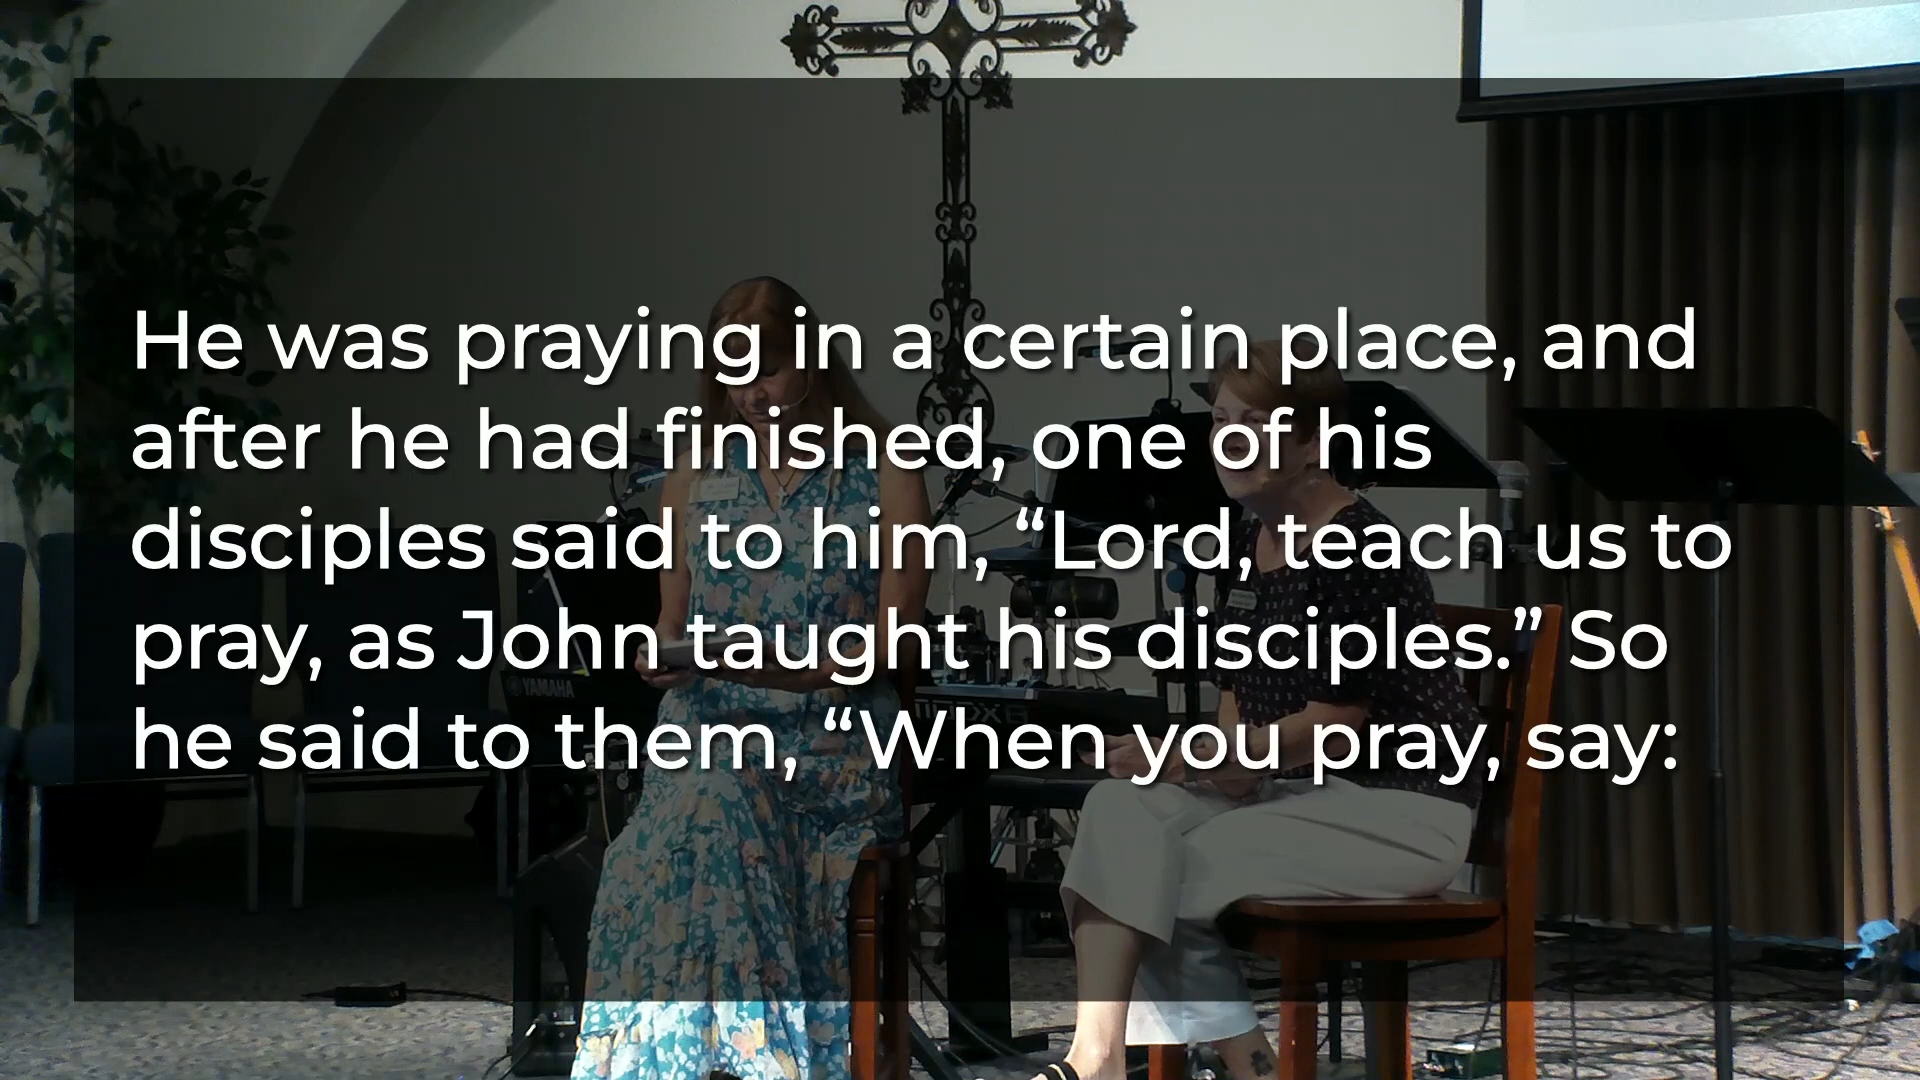 He was praying in a certain place, and
after he had finished, one of his
disciples said to him, “Lord, teach us to
pray, as John taught his disciples.” So
he said to them, “When you pray, say:
YAMAHA